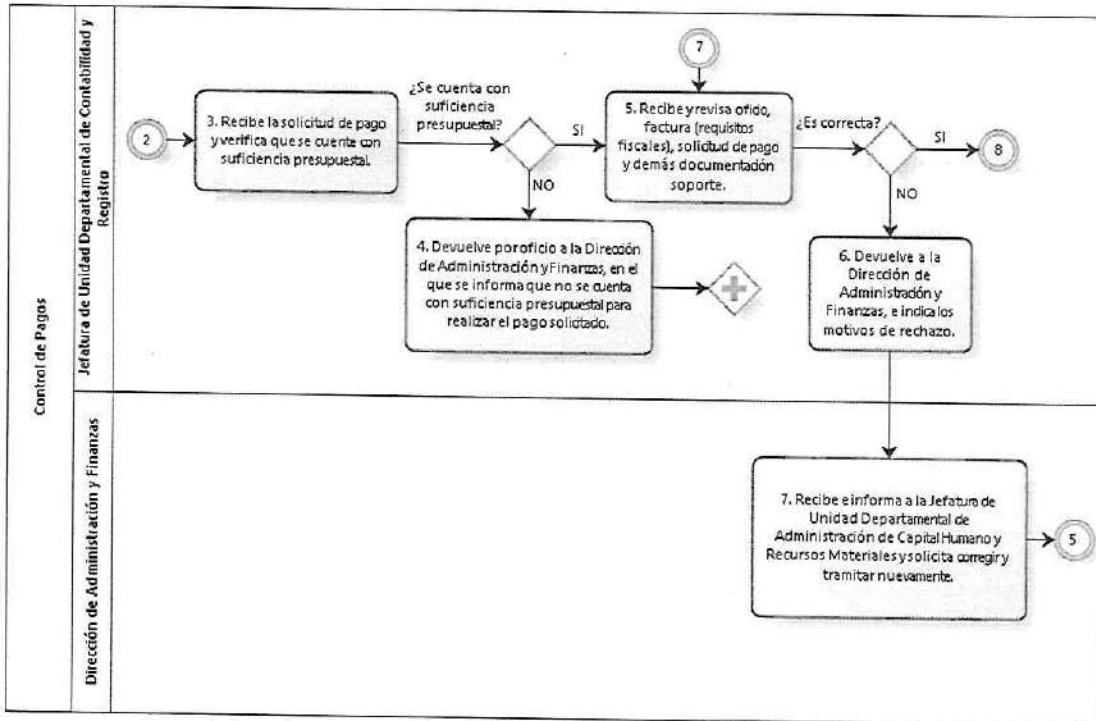 Control de Pagos
Jefatura de Unidad Departamental de Contabilidad y
Registro
2
3. Recibe la solicitud de pago
y verifica que se cuente con
suficiencia presupuestal.
¿Se cuenta con
suficiencia
presupuestal?
SI
NO
4. Devuelve por oficio a la Dirección
de Administración y Finanzas, en el
que se informa que no se cuenta
con suficiencia presupuestal para
realizar el pago solicitado.
7
5. Recibe y revisa ofido,
factura (requisitos
fiscales), solicitud de pago
y demás documentación
soporte.
¿Es correcta?
SI
8
NO
6. Devuelve a la
Dirección de
Administración y
Finanzas, e indica los
motivos de rechazo.
Dirección de Administración y Finanzas
7. Recibe e informa a la Jefatura de
Unidad Departamental de
Administración de Capital Humano y
Recursos Materiales y solicita corregir y
tramitar nuevamente.
5